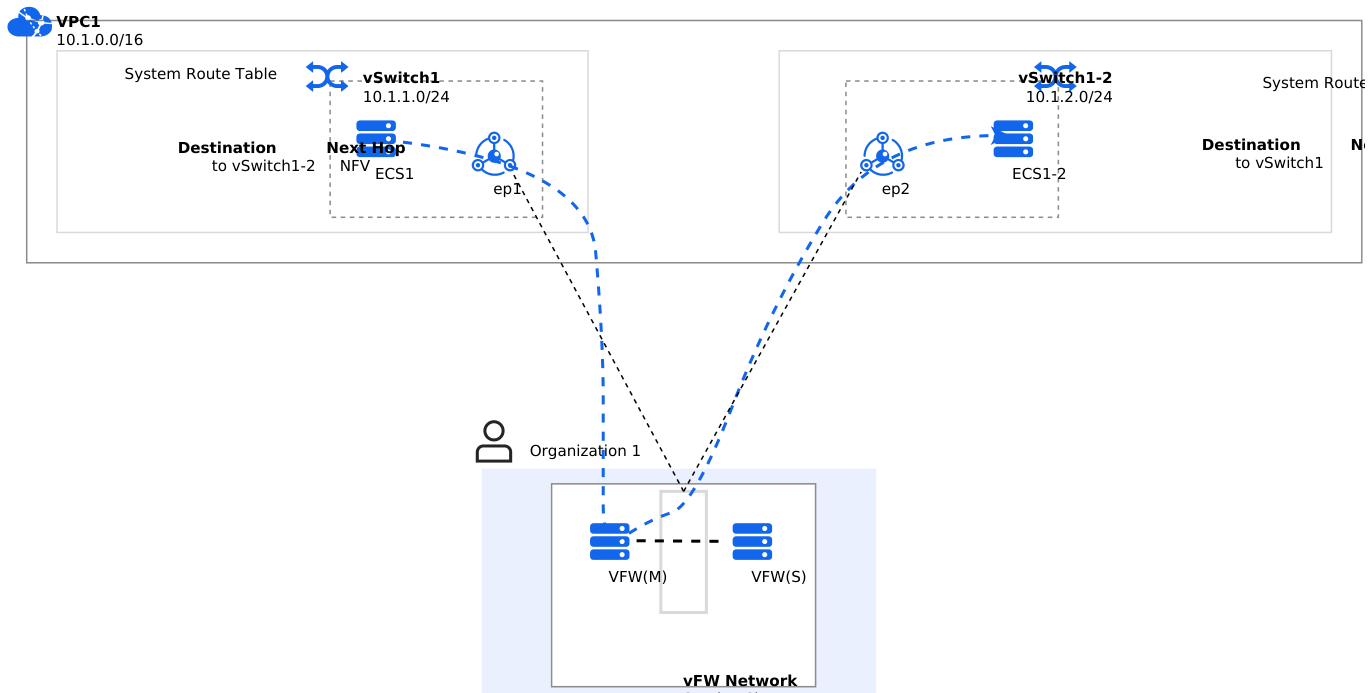 VPC1
10.1.0.0/16
System Route Table
vSwitch1
10.1.1.0/24
Destination Next Hop
to vSwitch1-2 NFV
ECS1
ep1
vSwitch1-2
10.1.2.0/24
System Route
ep2
ECS1-2
Destination
to vSwitch1
Organization 1
VFW(M)
VFW(S)
vFW Network